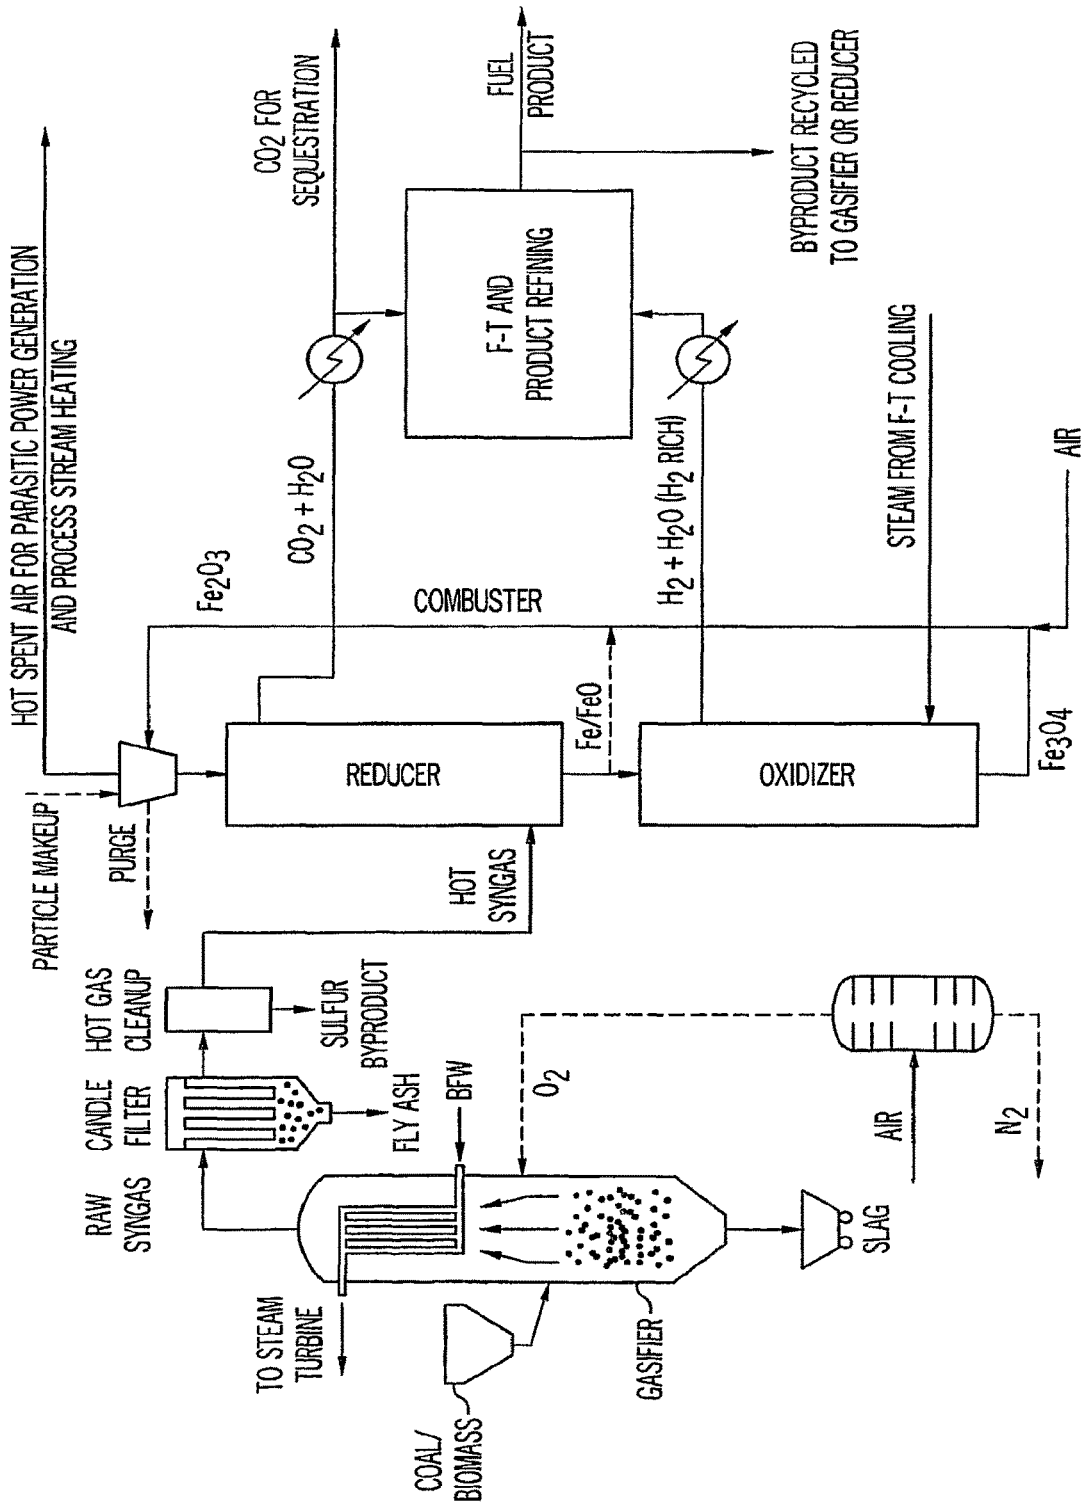 HOT SPENT AIR FOR PARASITIC POWER GENERATION
AND PROCESS STREAM HEATING
PARTICLE MAKEUP
PURGE
Fe2O3
CO2 FOR
SEQUESTRATION
CO2 + H2O
COMBUSTER
REDUCER
Fe/FeO
OXIDIZER
Fe3O4
H2 + H2O (H2 RICH)
F-T AND
PRODUCT REFINING
FUEL
PRODUCT
BYPRODUCT RECYCLED
TO GASIFIER OR REDUCER
STEAM FROM F-T COOLING
AIR
HOT
SYNGAS
HOT GAS
CLEANUP
SULFUR
BYPRODUCT
CANDLE
FILTER
FLY ASH
RAW
SYNGAS
BFW
O2
AIR
N2
TO STEAM
TURBINE
COAL/
BIOMASS
GASIFIER
SLAG